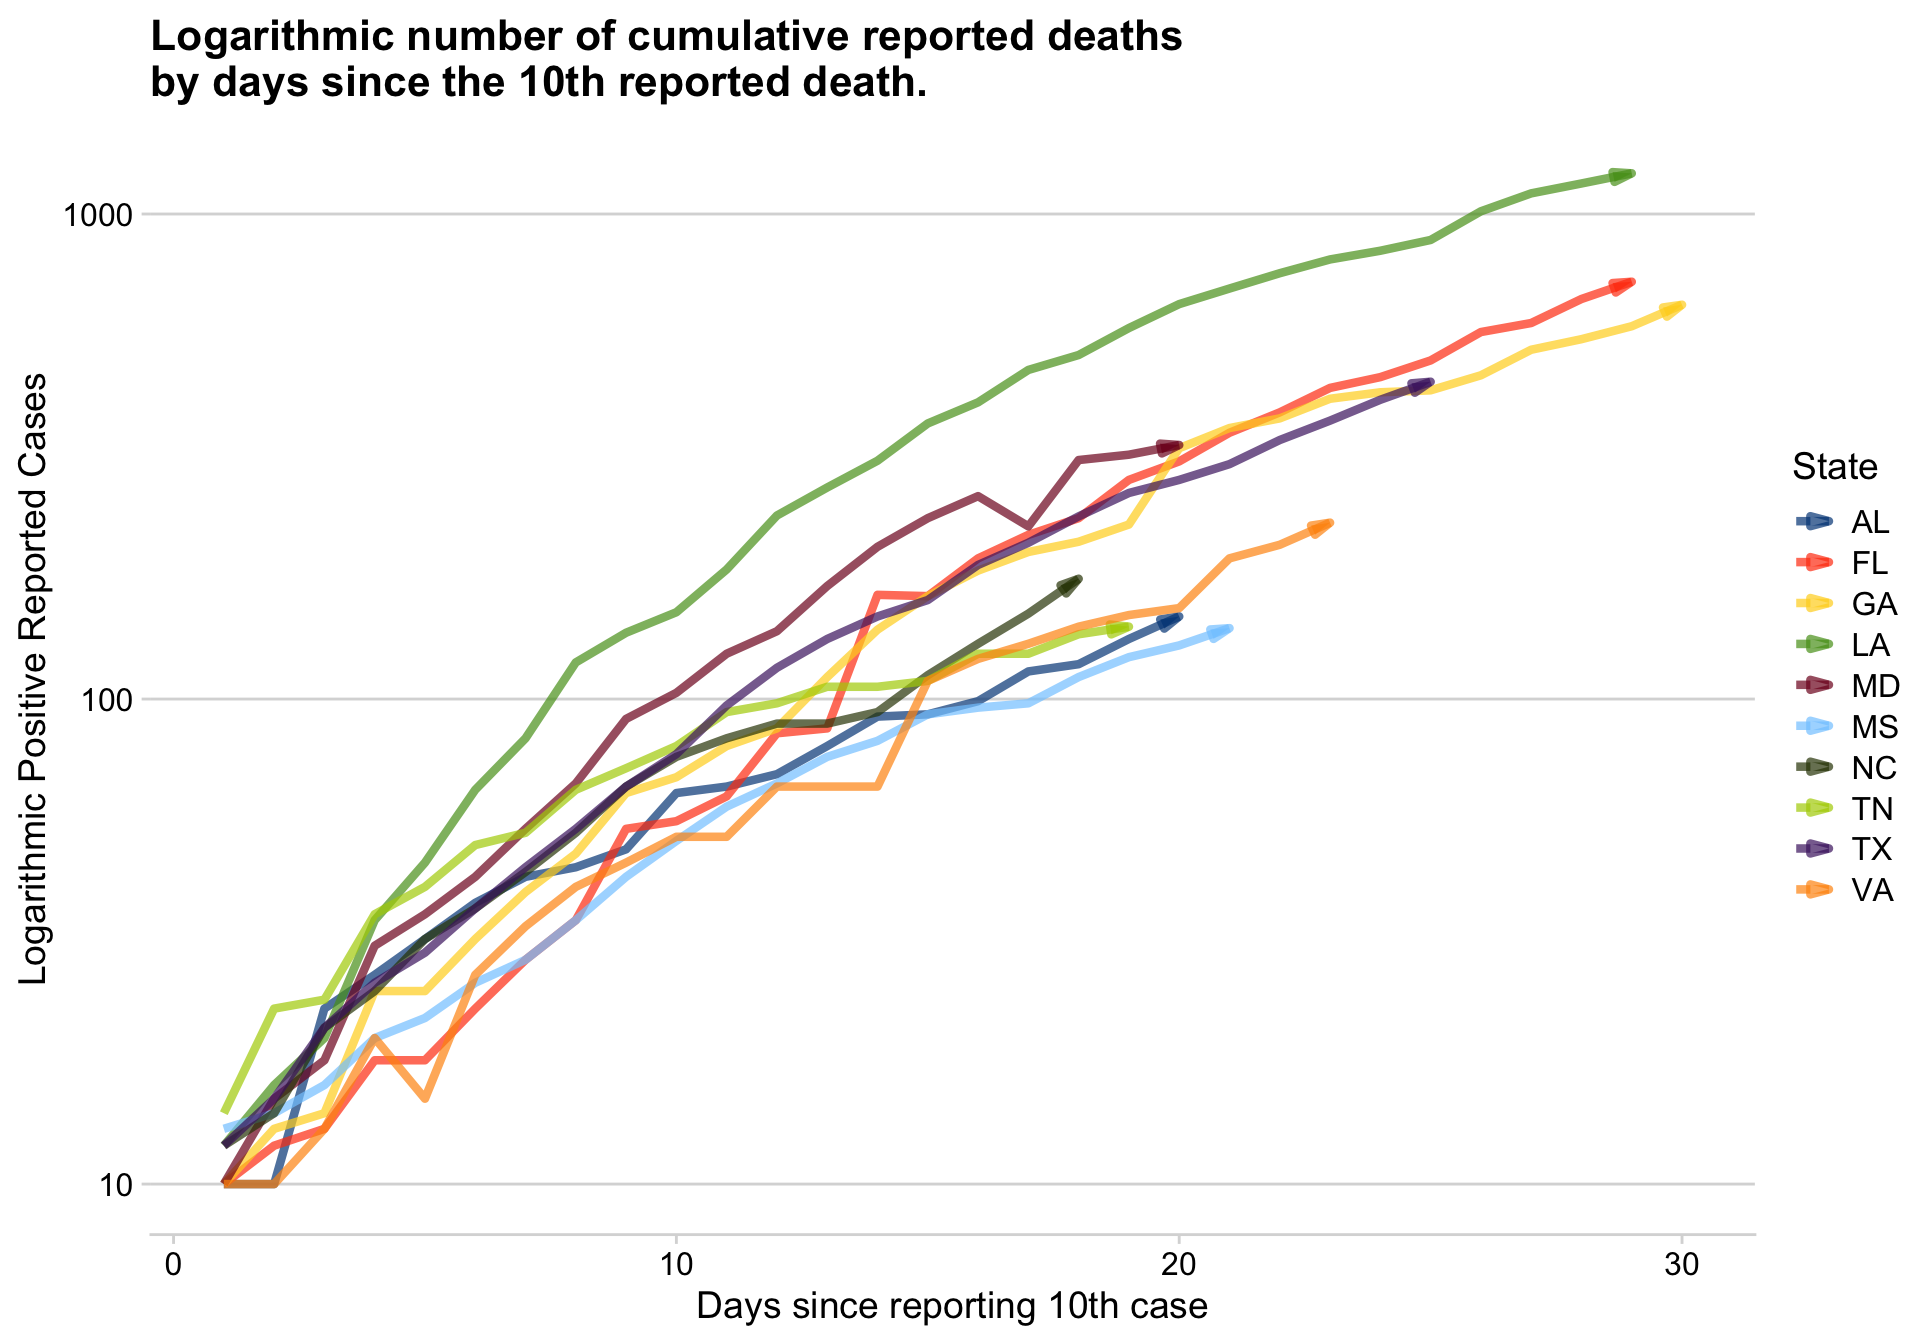 Logarithmic number of cumulative reported deaths
by days since the 10th reported death.
Logarithmic Positive Reported Cases
1000
100
10
0
10
20
30
Days since reporting 10th case
State
AL
FL
GA
LA
MD
MS
NC
TN
TX
VA